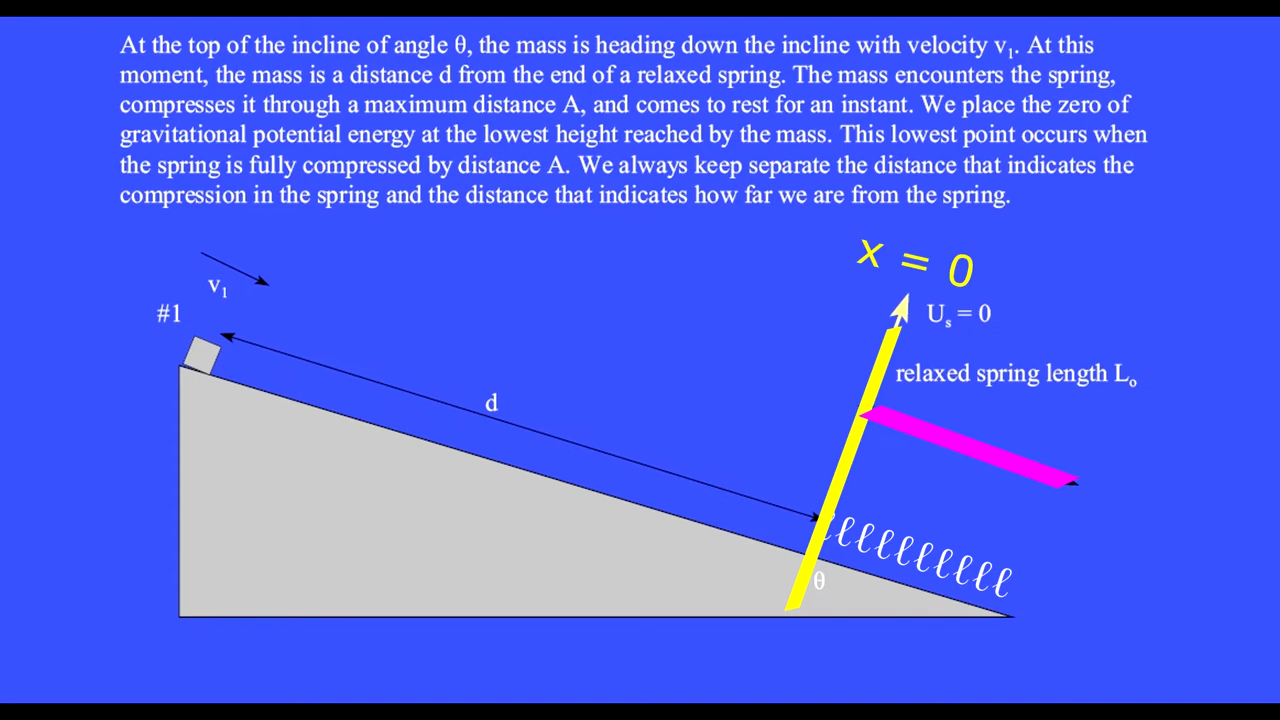 At the top of the incline of angle θ, the mass is heading down the incline with velocity v₁. At this
moment, the mass is a distance d from the end of a relaxed spring. The mass encounters the spring,
compresses it through a maximum distance A, and comes to rest for an instant. We place the zero of
gravitational potential energy at the lowest height reached by the mass. This lowest point occurs when
the spring is fully compressed by distance A. We always keep separate the distance that indicates the
compression in the spring and the distance that indicates how far we are from the spring.
x = 0
v₁
#1
Uₛ = 0
relaxed spring length Lₒ
d
θ